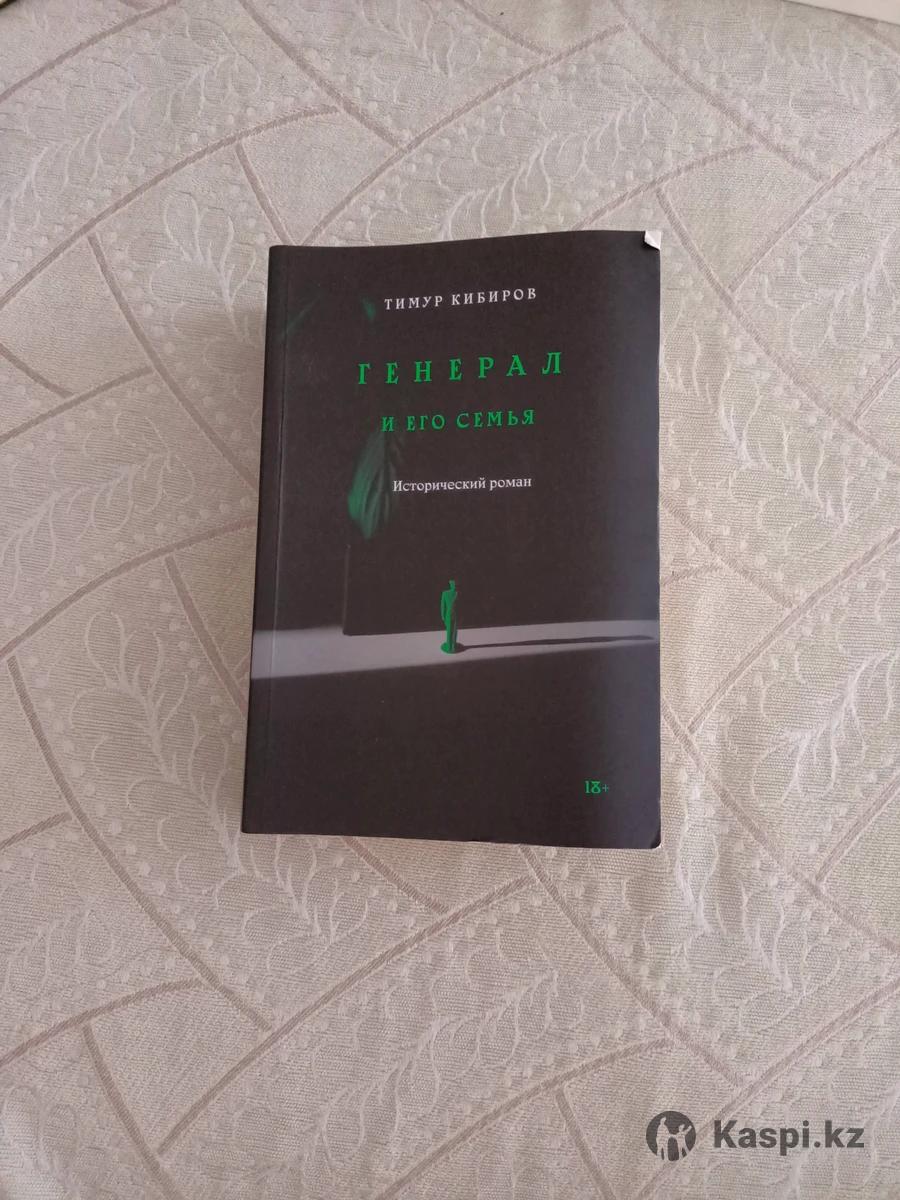 ТИМУР КИБИРОВ
ГЕНЕРАЛ
И ЕГО СЕМЬЯ
Исторический роман
18+
Kaspi.kz